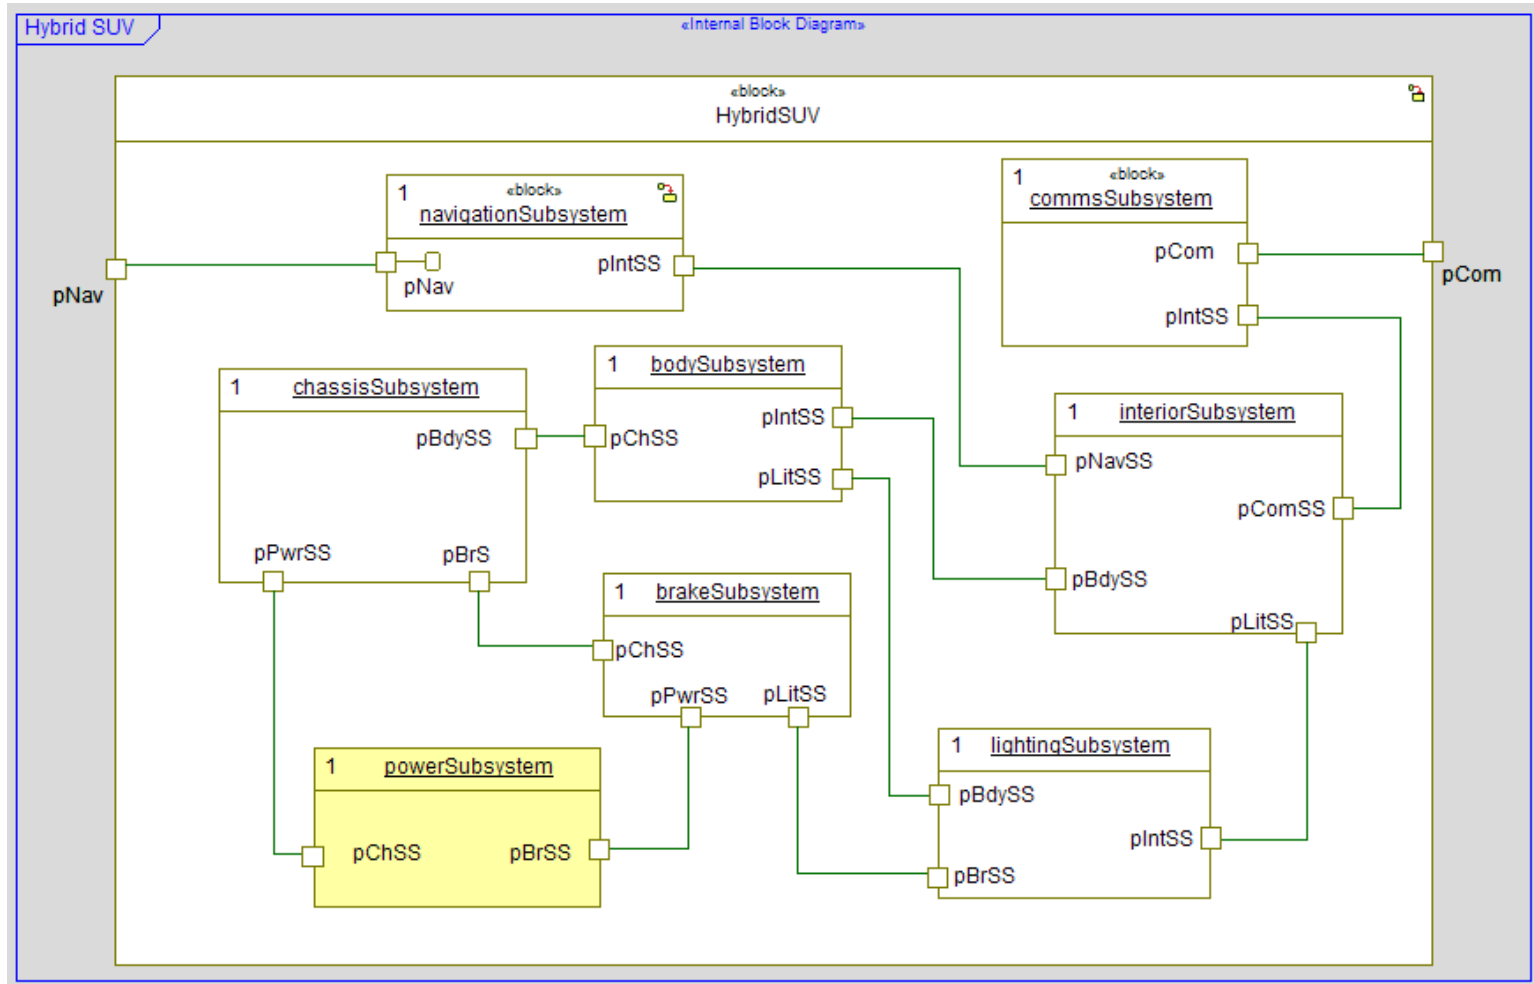 Hybrid SUV
«Internal Block Diagram»
«block»
HybridSUV
1
«block»
navigationSubsystem
pNav
pIntSS
1
«block»
commsSubsystem
pCom
pIntSS
pNav
pCom
1
chassisSubsystem
pBdySS
pPwrSS
pBrS
1
bodySubsystem
pChSS
pIntSS
pLitSS
1
interiorSubsystem
pNavSS
pComSS
pBdySS
pLitSS
1
brakeSubsystem
pChSS
pPwrSS
pLitSS
1
powerSubsystem
pChSS
pBrSS
1
lightingSubsystem
pBdySS
pIntSS
pBrSS